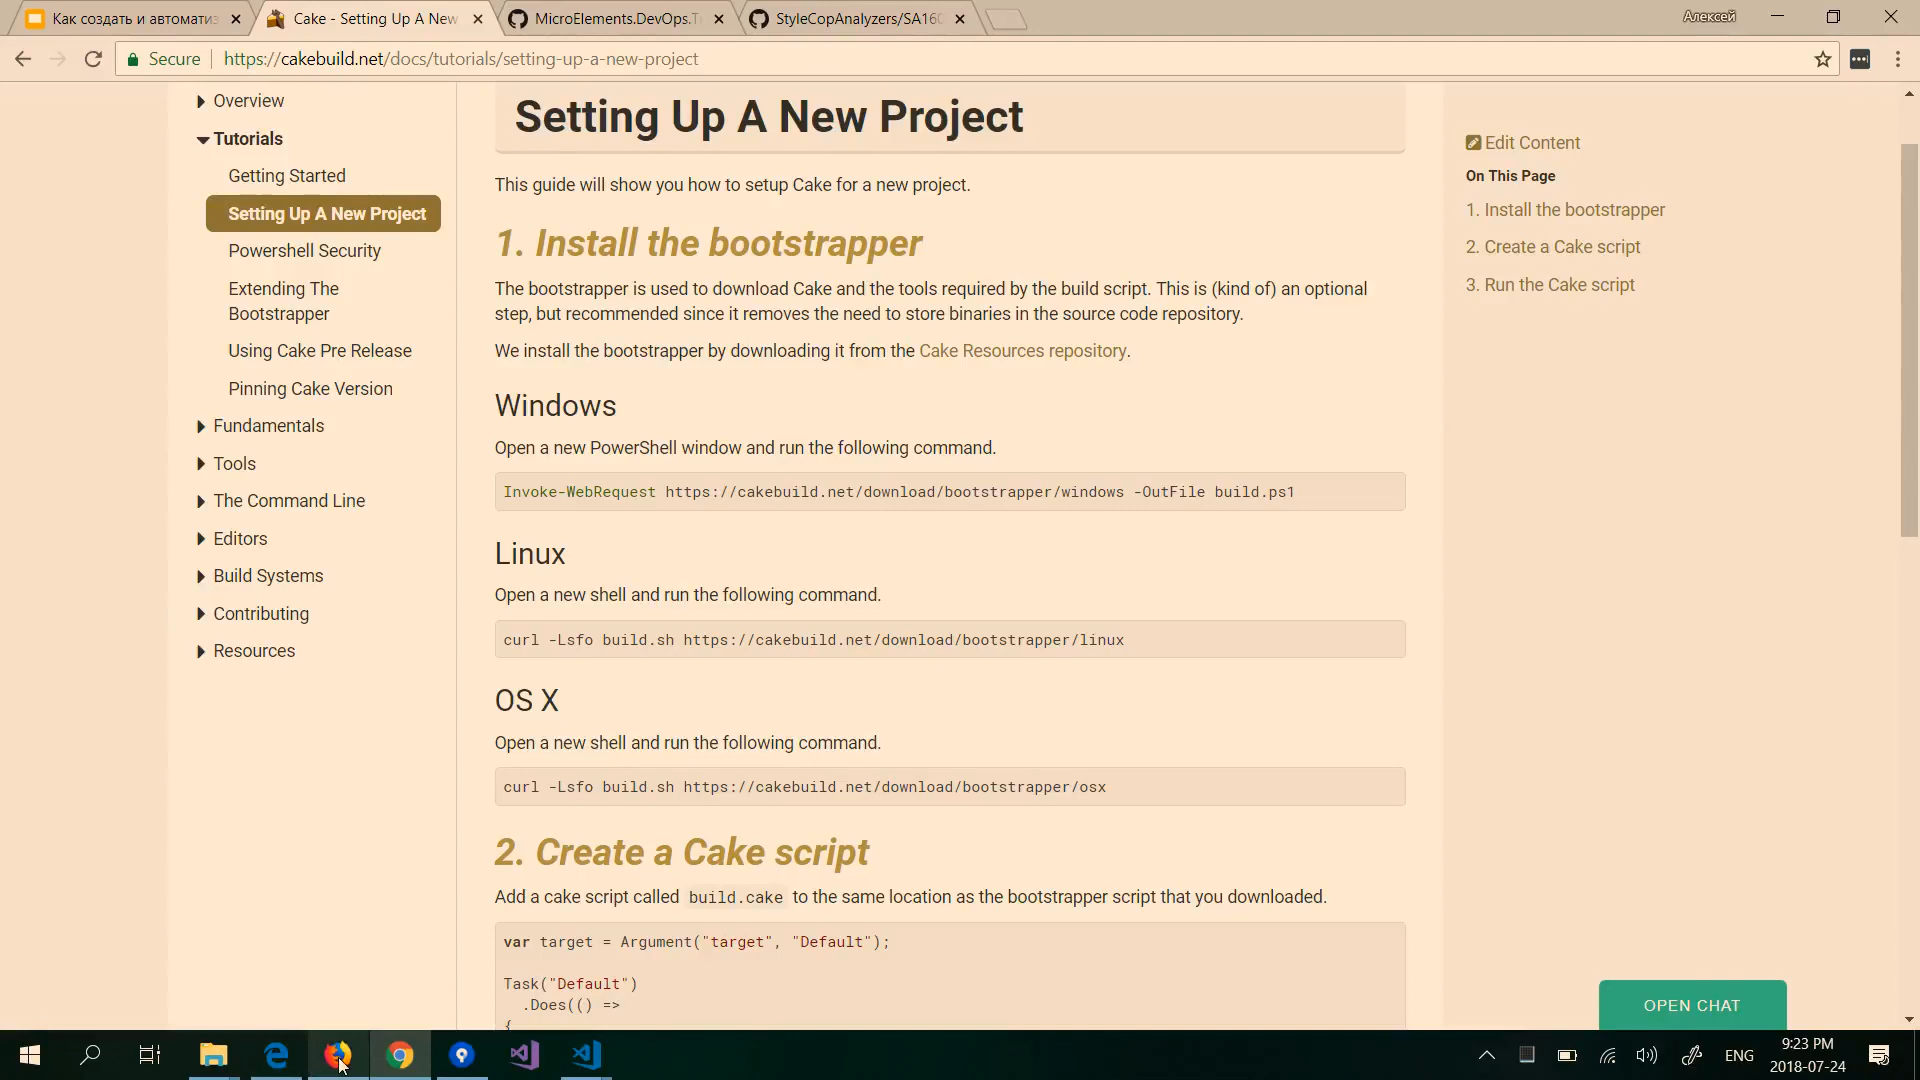 Как создать и автоматиз
Cake - Setting Up A New
MicroElements.DevOps.T
StyleCopAnalyzers/SA160
Алексей
Secure
https://cakebuild.net/docs/tutorials/setting-up-a-new-project
Overview
Tutorials
Getting Started
Setting Up A New Project
Powershell Security
Extending The
Bootstrapper
Using Cake Pre Release
Pinning Cake Version
Fundamentals
Tools
The Command Line
Editors
Build Systems
Contributing
Resources
Setting Up A New Project
This guide will show you how to setup Cake for a new project.
1. Install the bootstrapper
The bootstrapper is used to download Cake and the tools required by the build script. This is (kind of) an optional
step, but recommended since it removes the need to store binaries in the source code repository.
We install the bootstrapper by downloading it from the Cake Resources repository.
Windows
Open a new PowerShell window and run the following command.
Invoke-WebRequest https://cakebuild.net/download/bootstrapper/windows -OutFile build.ps1
Linux
Open a new shell and run the following command.
curl -Lsfo build.sh https://cakebuild.net/download/bootstrapper/linux
OS X
Open a new shell and run the following command.
curl -Lsfo build.sh https://cakebuild.net/download/bootstrapper/osx
2. Create a Cake script
Add a cake script called build.cake to the same location as the bootstrapper script that you downloaded.
var target = Argument("target", "Default");
Task("Default")
.Does(() =>
{
Edit Content
On This Page
1. Install the bootstrapper
2. Create a Cake script
3. Run the Cake script
OPEN CHAT
ENG
9:23 PM
2018-07-24